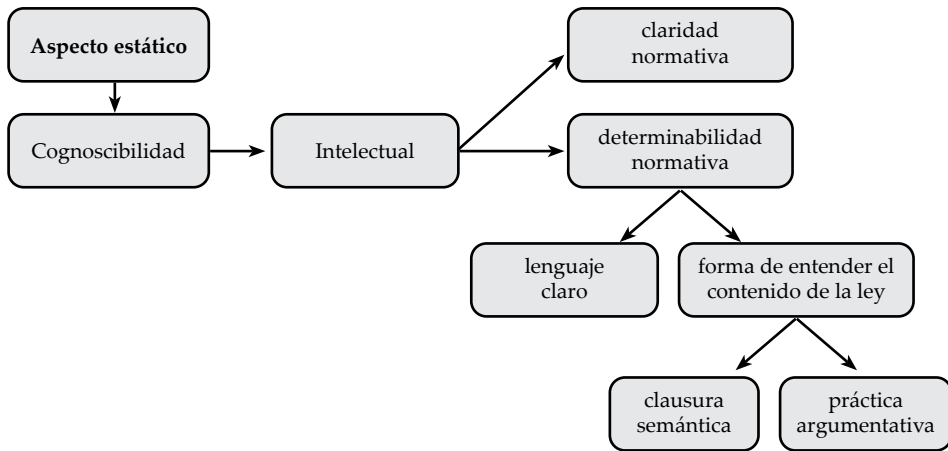 Aspecto estático
claridad
normativa
Cognoscibilidad
Intelectual
determinabilidad
normativa
lenguaje
claro
forma de entender el
contenido de la ley
clausura
semántica
práctica
argumentativa